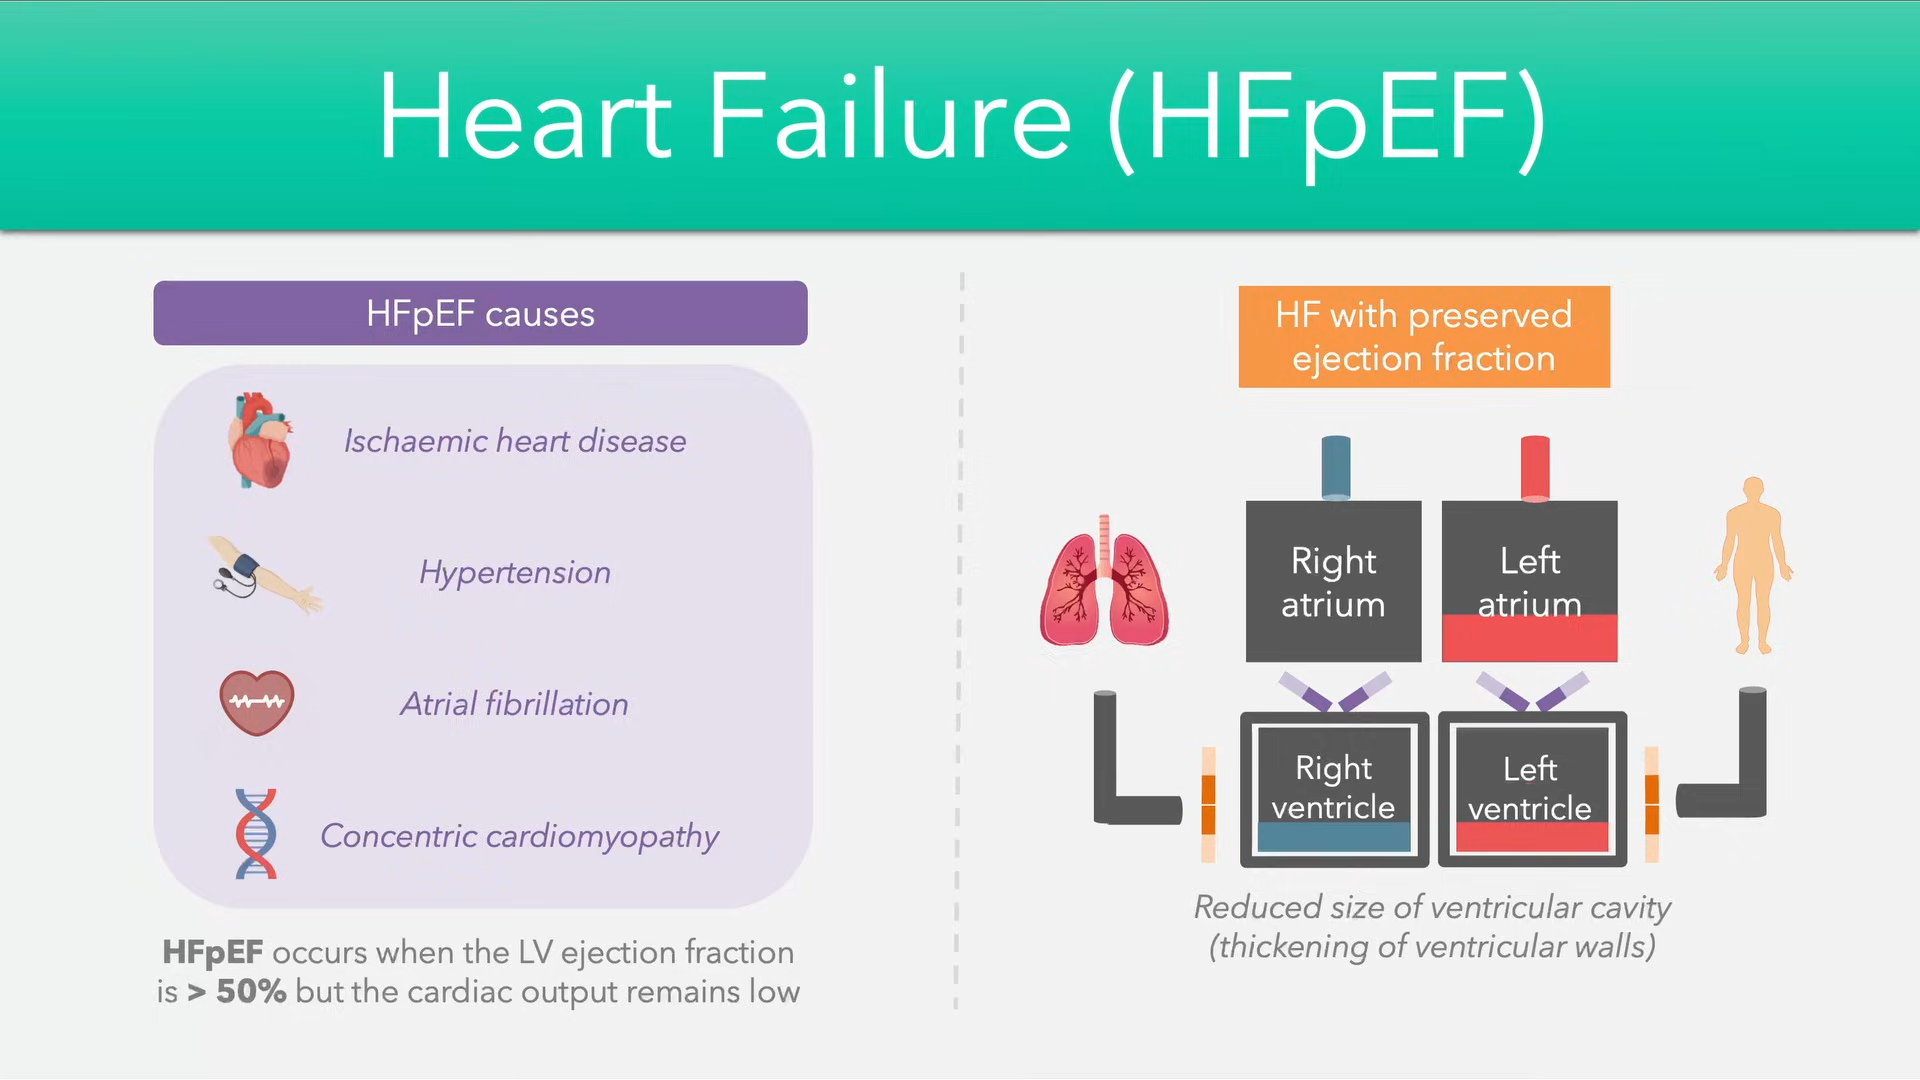 Heart Failure (HFpEF)
HFpEF causes
Ischaemic heart disease
Hypertension
Atrial fibrillation
Concentric cardiomyopathy
HFpEF occurs when the LV ejection fraction
is > 50% but the cardiac output remains low
HF with preserved
ejection fraction
Right
atrium
Left
atrium
Right
ventricle
Left
ventricle
Reduced size of ventricular cavity
(thickening of ventricular walls)